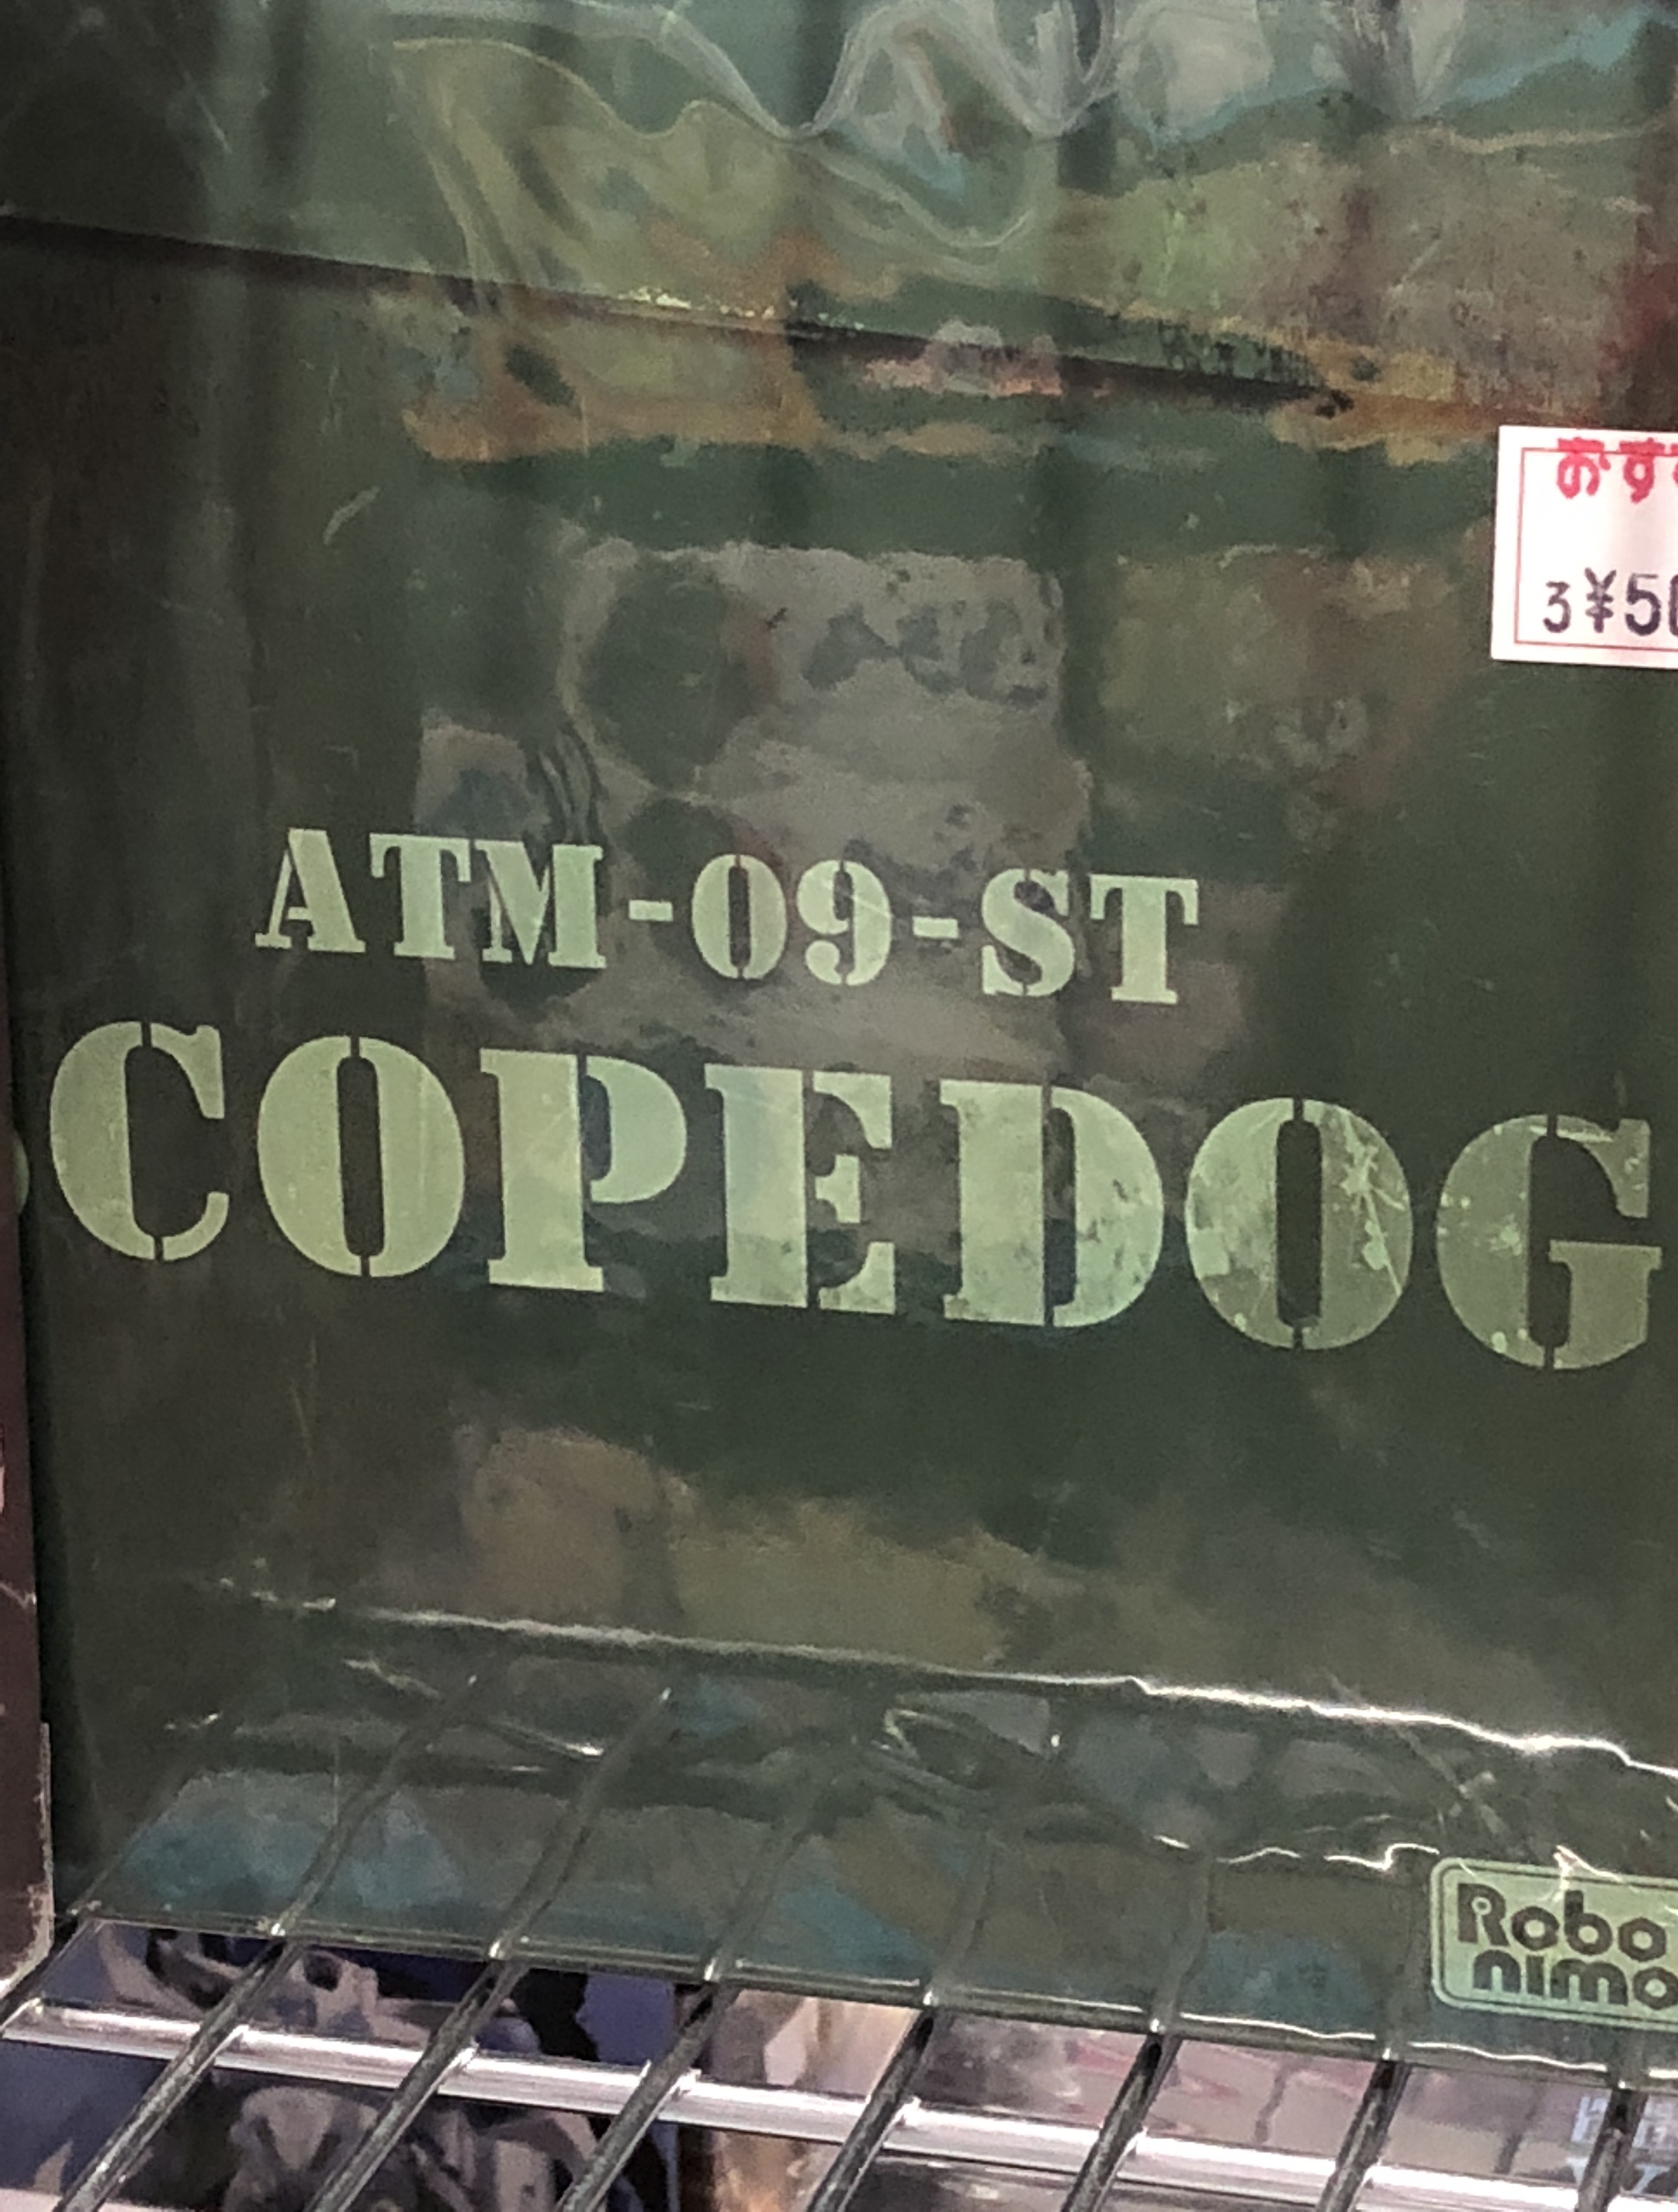 おす
3¥50
ATM-09-ST
COPEDOG
Robo
nimo